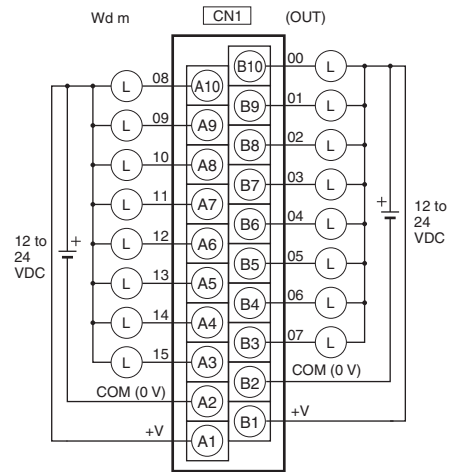 Wd m CN1 (OUT)
B10 00 L
L 08 A10
B9 01 L
L 09 A9
B8 02 L
L 10 A8
B7 03 L
L 11 A7
B6 04 L
L 12 A6
B5 05 L
L 13 A5
B4 06 L
L 14 A4
B3 07 L
L 15 A3
B2 COM (0 V)
COM (0 V) A2
B1 +V
+V A1
12 to
24
VDC
+
12 to
24
VDC
+